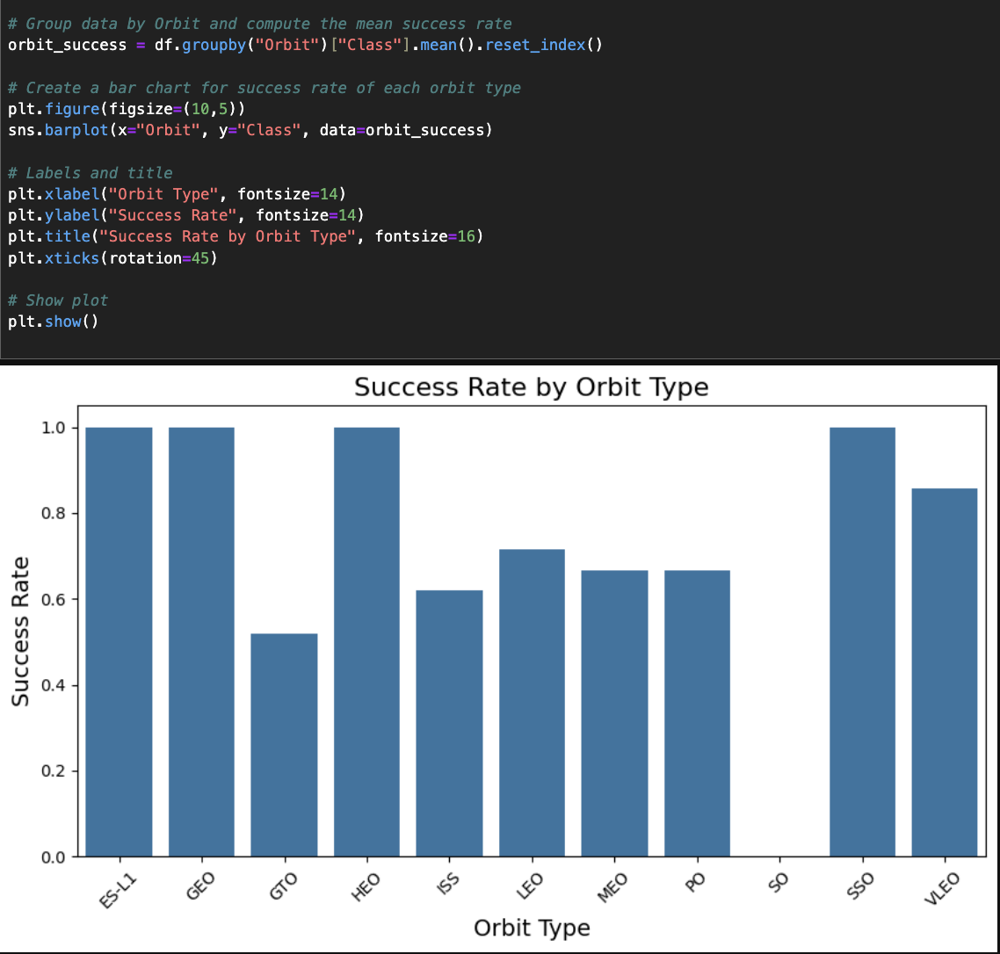 # Group data by Orbit and compute the mean success rate
orbit_success = df.groupby("Orbit")["Class"].mean().reset_index()
# Create a bar chart for success rate of each orbit type
plt.figure(figsize=(10,5))
sns.barplot(x="Orbit", y="Class", data=orbit_success)
# Labels and title
plt.xlabel("Orbit Type", fontsize=14)
plt.ylabel("Success Rate", fontsize=14)
plt.title("Success Rate by Orbit Type", fontsize=16)
plt.xticks(rotation=45)
# Show plot
plt.show()
Success Rate by Orbit Type
Success Rate
1.0
0.8
0.6
0.4
0.2
0.0
ES-L1 GEO GTO HEO ISS LEO MEO PO SO SSO VLEO
Orbit Type